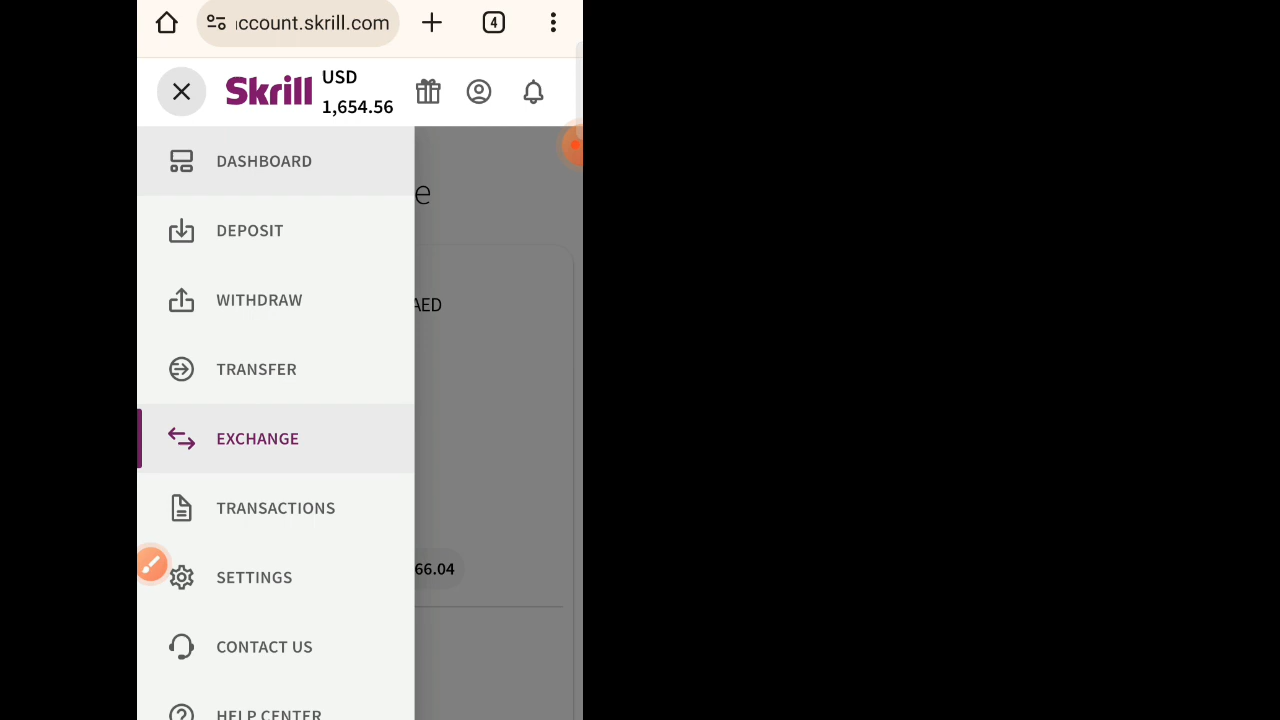 ccount.skrill.com
4
Skrill
USD
1,654.56
DASHBOARD
e
DEPOSIT
WITHDRAW
AED
TRANSFER
EXCHANGE
TRANSACTIONS
66.04
SETTINGS
CONTACT US
HELP CENTER